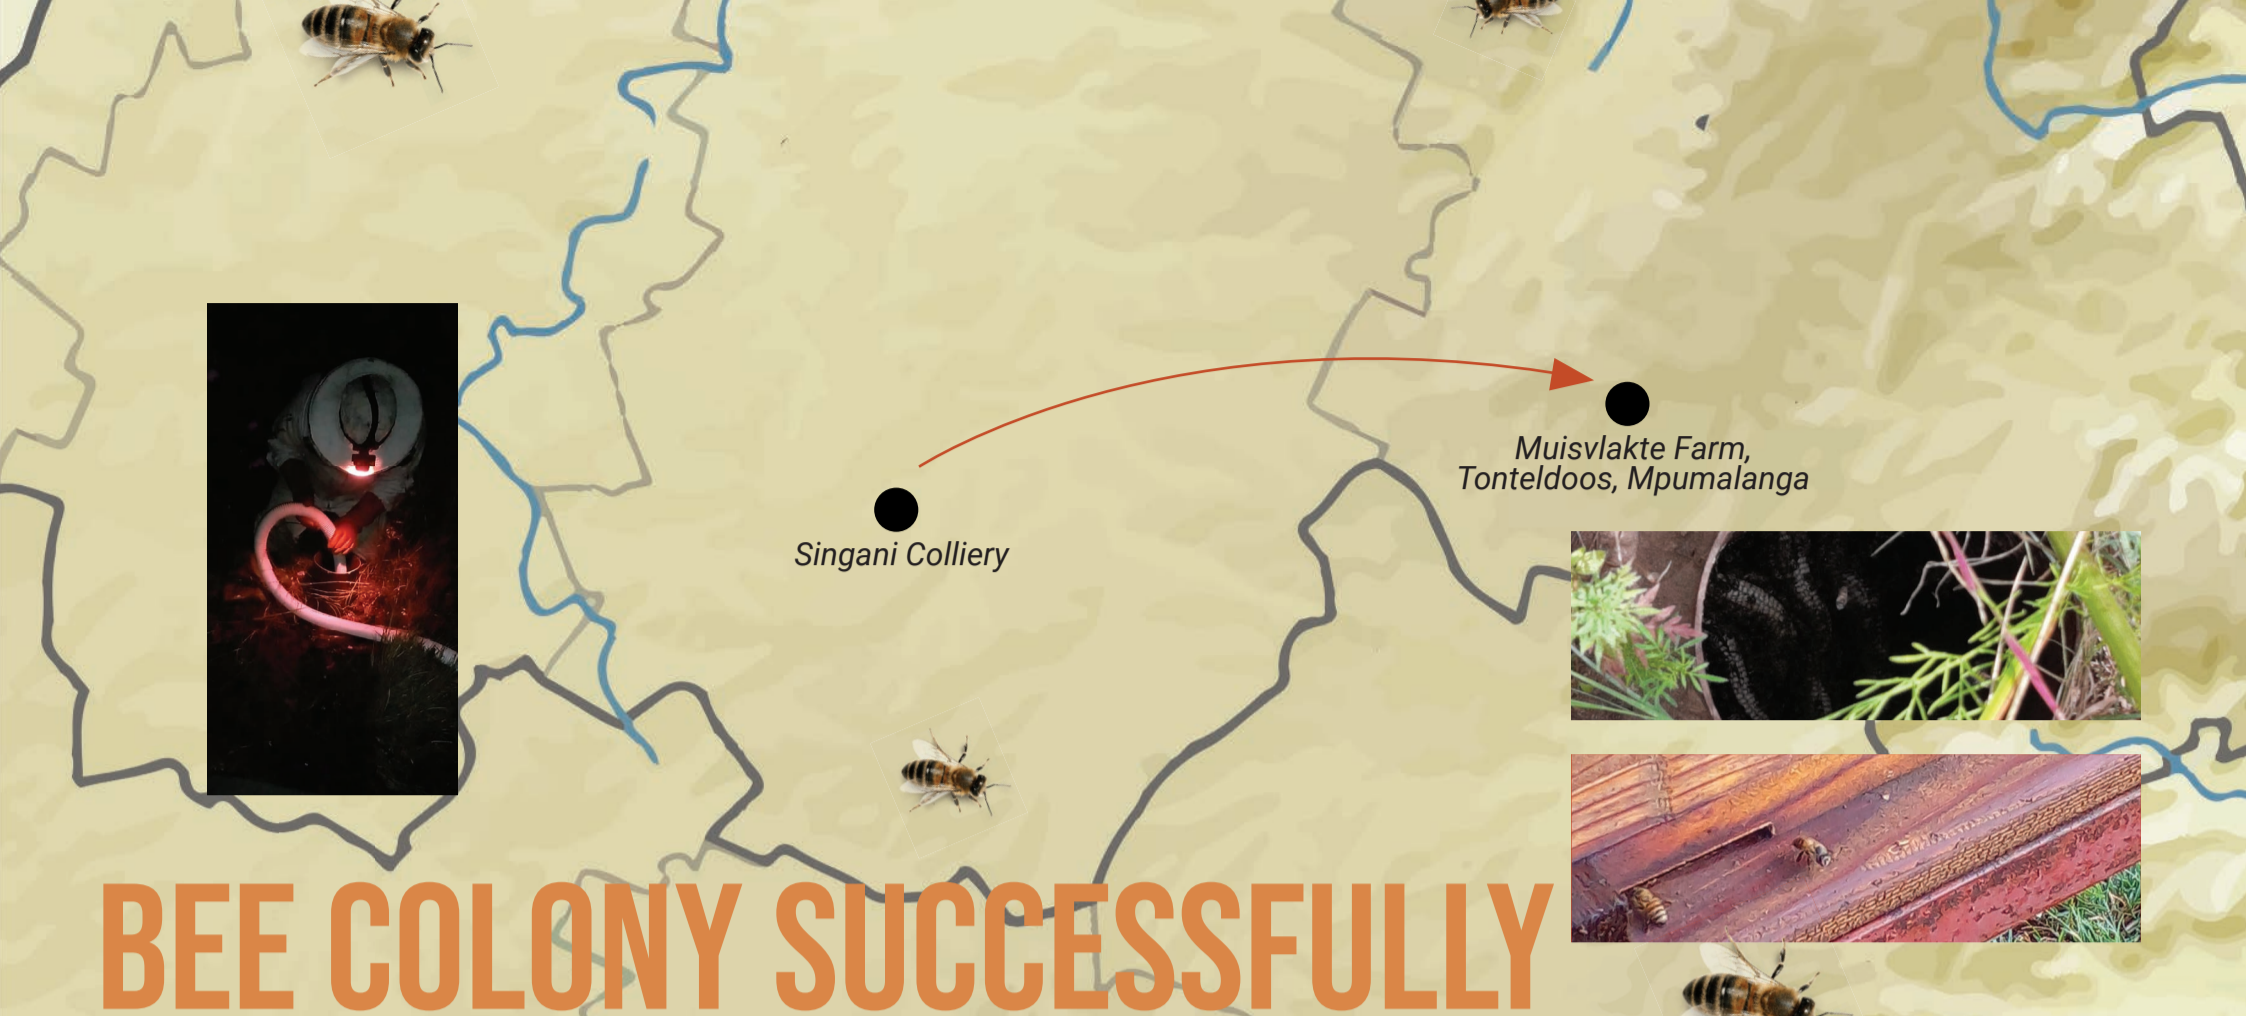 Muisvlakte Farm,
Tonteldoos, Mpumalanga
Singani Colliery
BEE COLONY SUCCESSFULLY